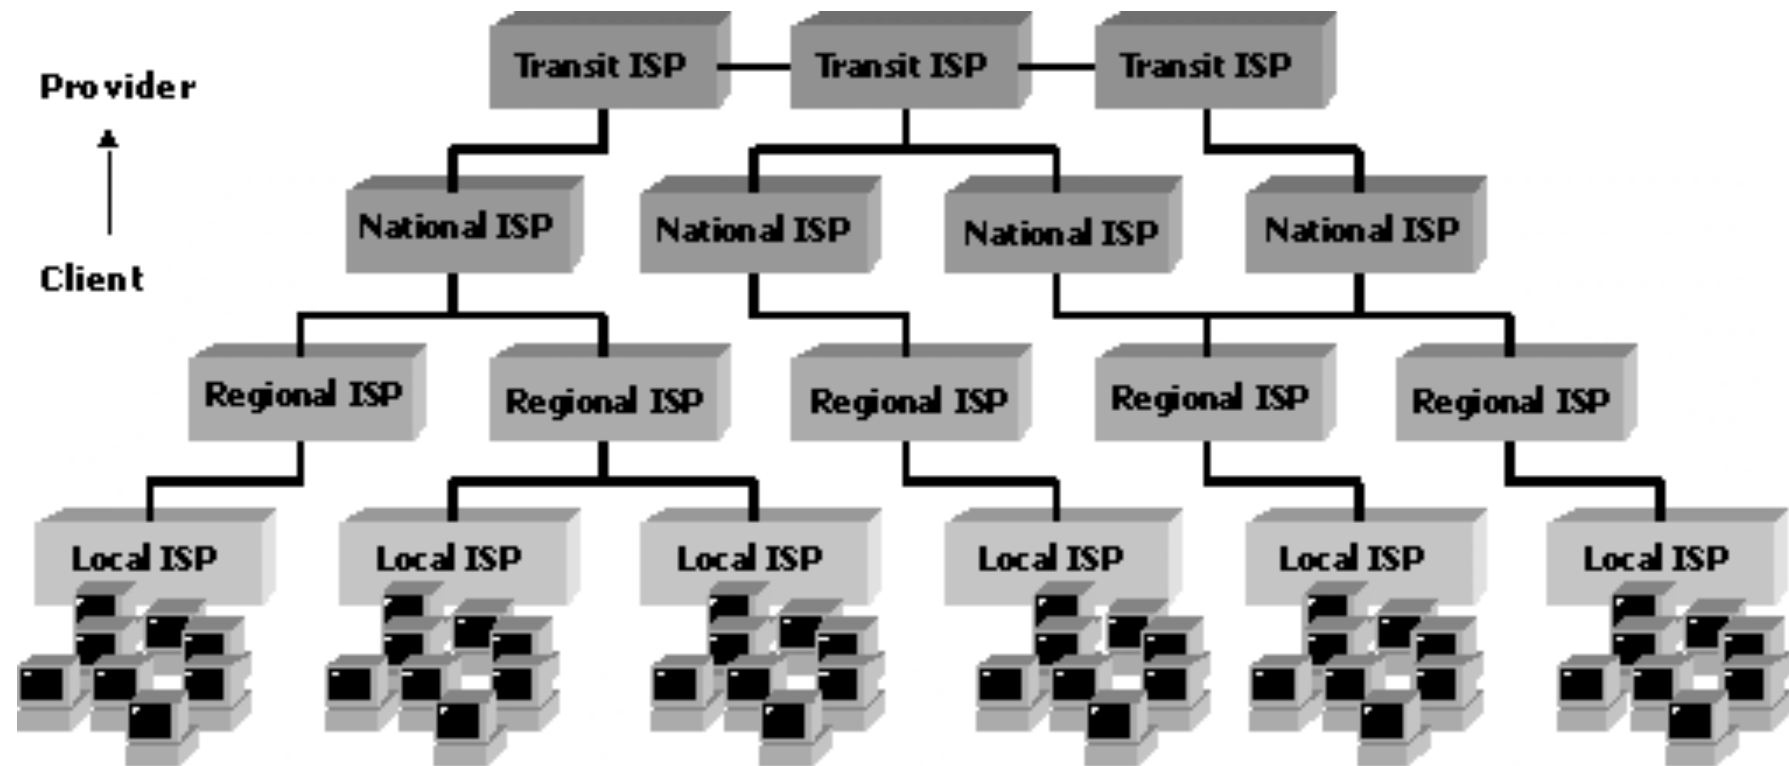 Transit ISP
Transit ISP
Transit ISP
Provider
Client
National ISP
National ISP
National ISP
National ISP
Regional ISP
Regional ISP
Regional ISP
Regional ISP
Regional ISP
Local ISP
Local ISP
Local ISP
Local ISP
Local ISP
Local ISP